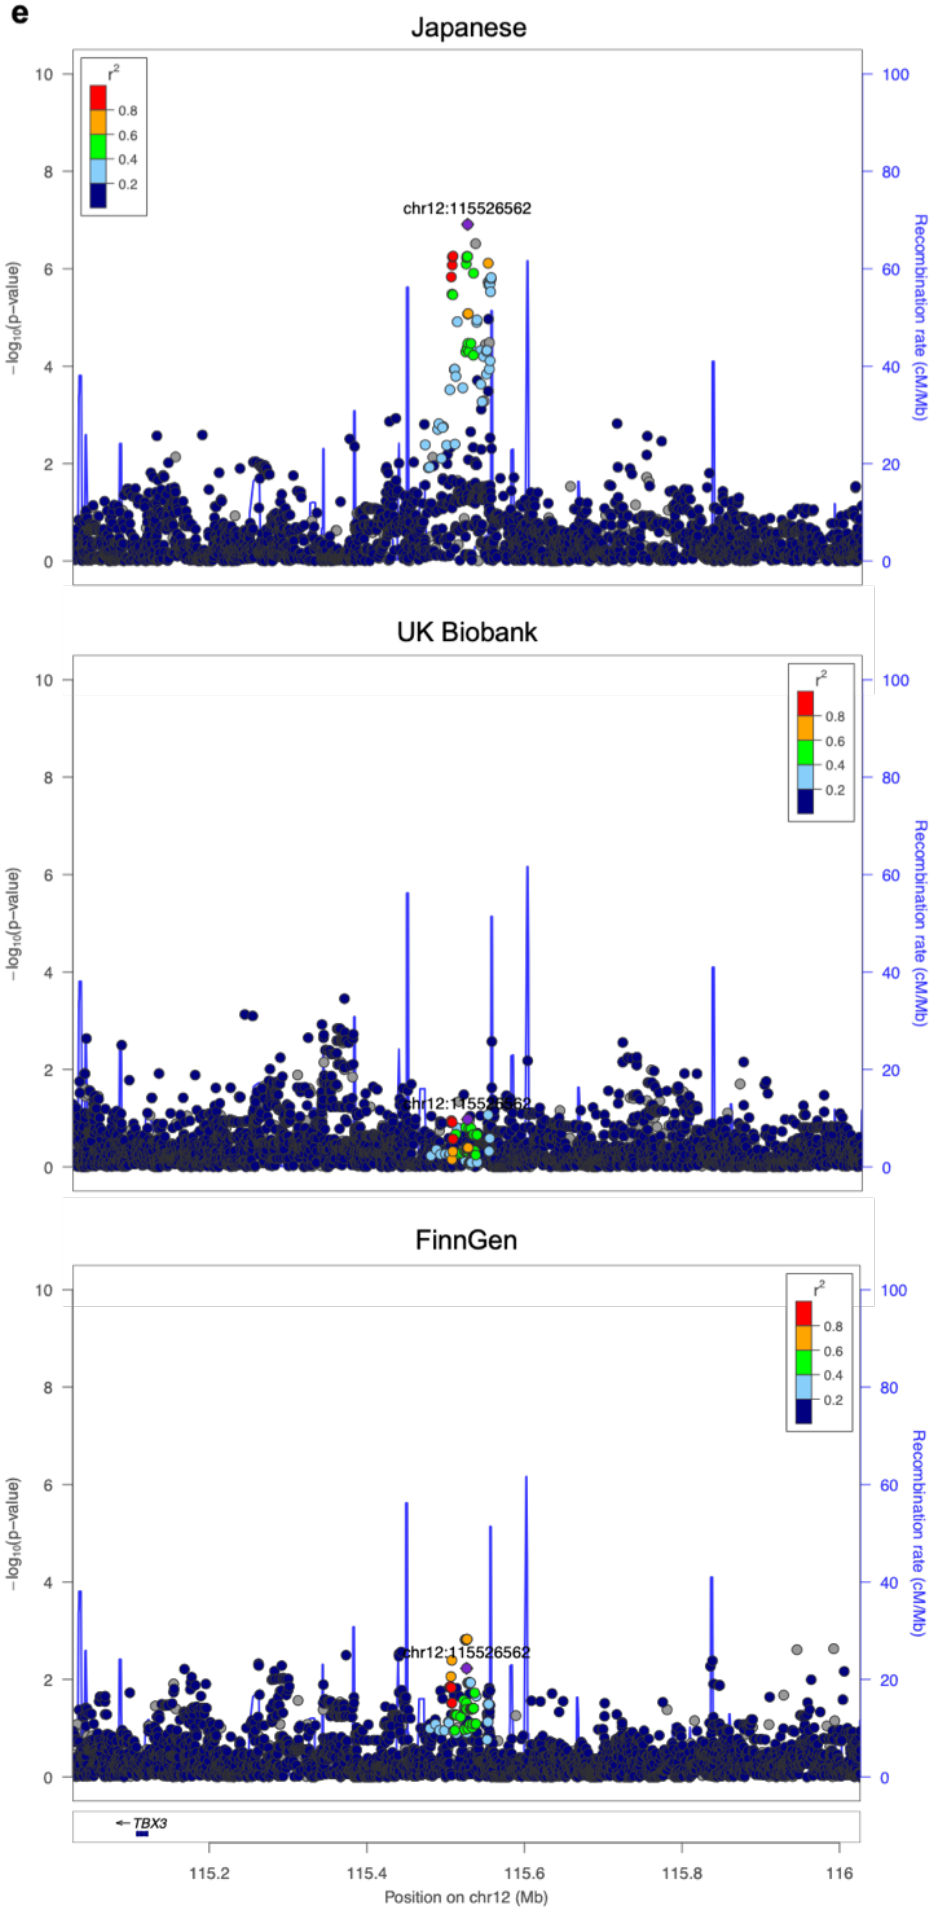 e
Japanese
10
8
6
4
2
0
−log10(p−value)
r2
0.8
0.6
0.4
0.2
chr12:115526562
100
80
60
40
20
0
Recombination rate (cM/Mb)
UK Biobank
10
8
6
4
2
0
−log10(p−value)
r2
0.8
0.6
0.4
0.2
chr12:115526562
100
80
60
40
20
0
Recombination rate (cM/Mb)
FinnGen
10
8
6
4
2
0
−log10(p−value)
r2
0.8
0.6
0.4
0.2
chr12:115526562
100
80
60
40
20
0
Recombination rate (cM/Mb)
←TBX3
115.2
115.4
115.6
115.8
116
Position on chr12 (Mb)